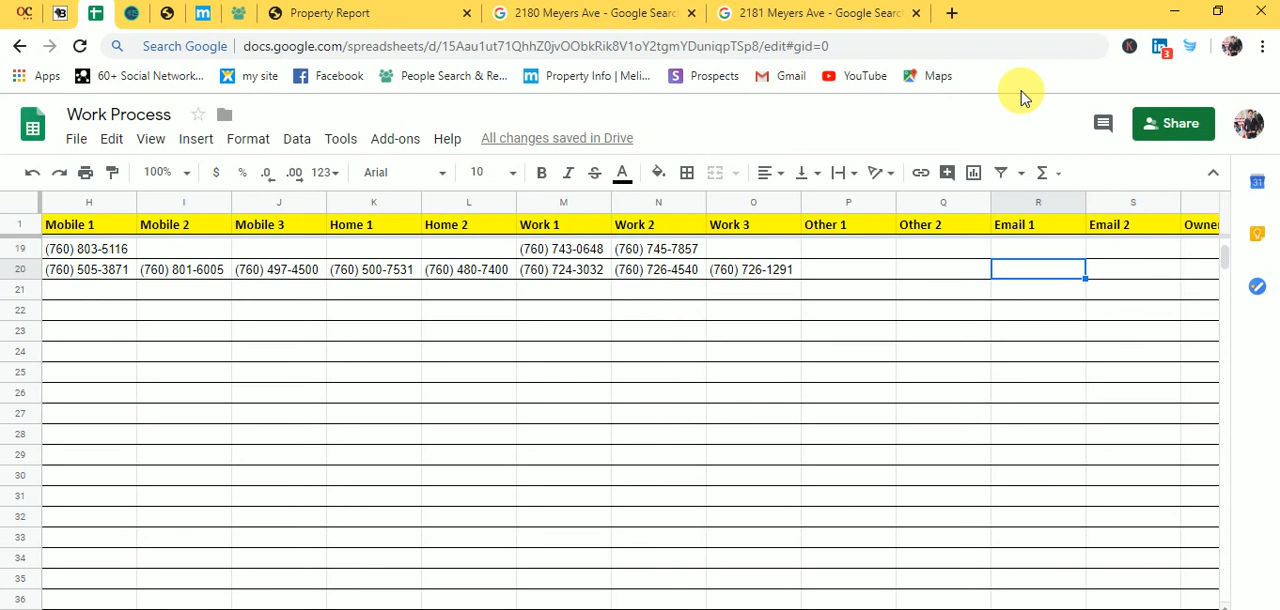 OC Property Report × 2180 Meyers Ave - Google Searc × 2181 Meyers Ave - Google Searc ×
Search Google docs.google.com/spreadsheets/d/15Aau1ut71QhhZ0jvOObkRik8V1oY2tgmYDuniqpTSp8/edit#gid=0 K 3
Apps 60+ Social Network... my site Facebook People Search & Re... Property Info | Meli... Prospects Gmail YouTube Maps
Work Process
File Edit View Insert Format Data Tools Add-ons Help All changes saved in Drive Share
100% $ % .0 .00 123 Arial 10 B I S A
H I J K L M N O P Q R S
1 Mobile 1 Mobile 2 Mobile 3 Home 1 Home 2 Work 1 Work 2 Work 3 Other 1 Other 2 Email 1 Email 2 Owne
19 (760) 803-5116 (760) 743-0648 (760) 745-7857
20 (760) 505-3871 (760) 801-6005 (760) 497-4500 (760) 500-7531 (760) 480-7400 (760) 724-3032 (760) 726-4540 (760) 726-1291
21
22
23
24
25
26
27
28
29
30
31
32
33
34
35
36